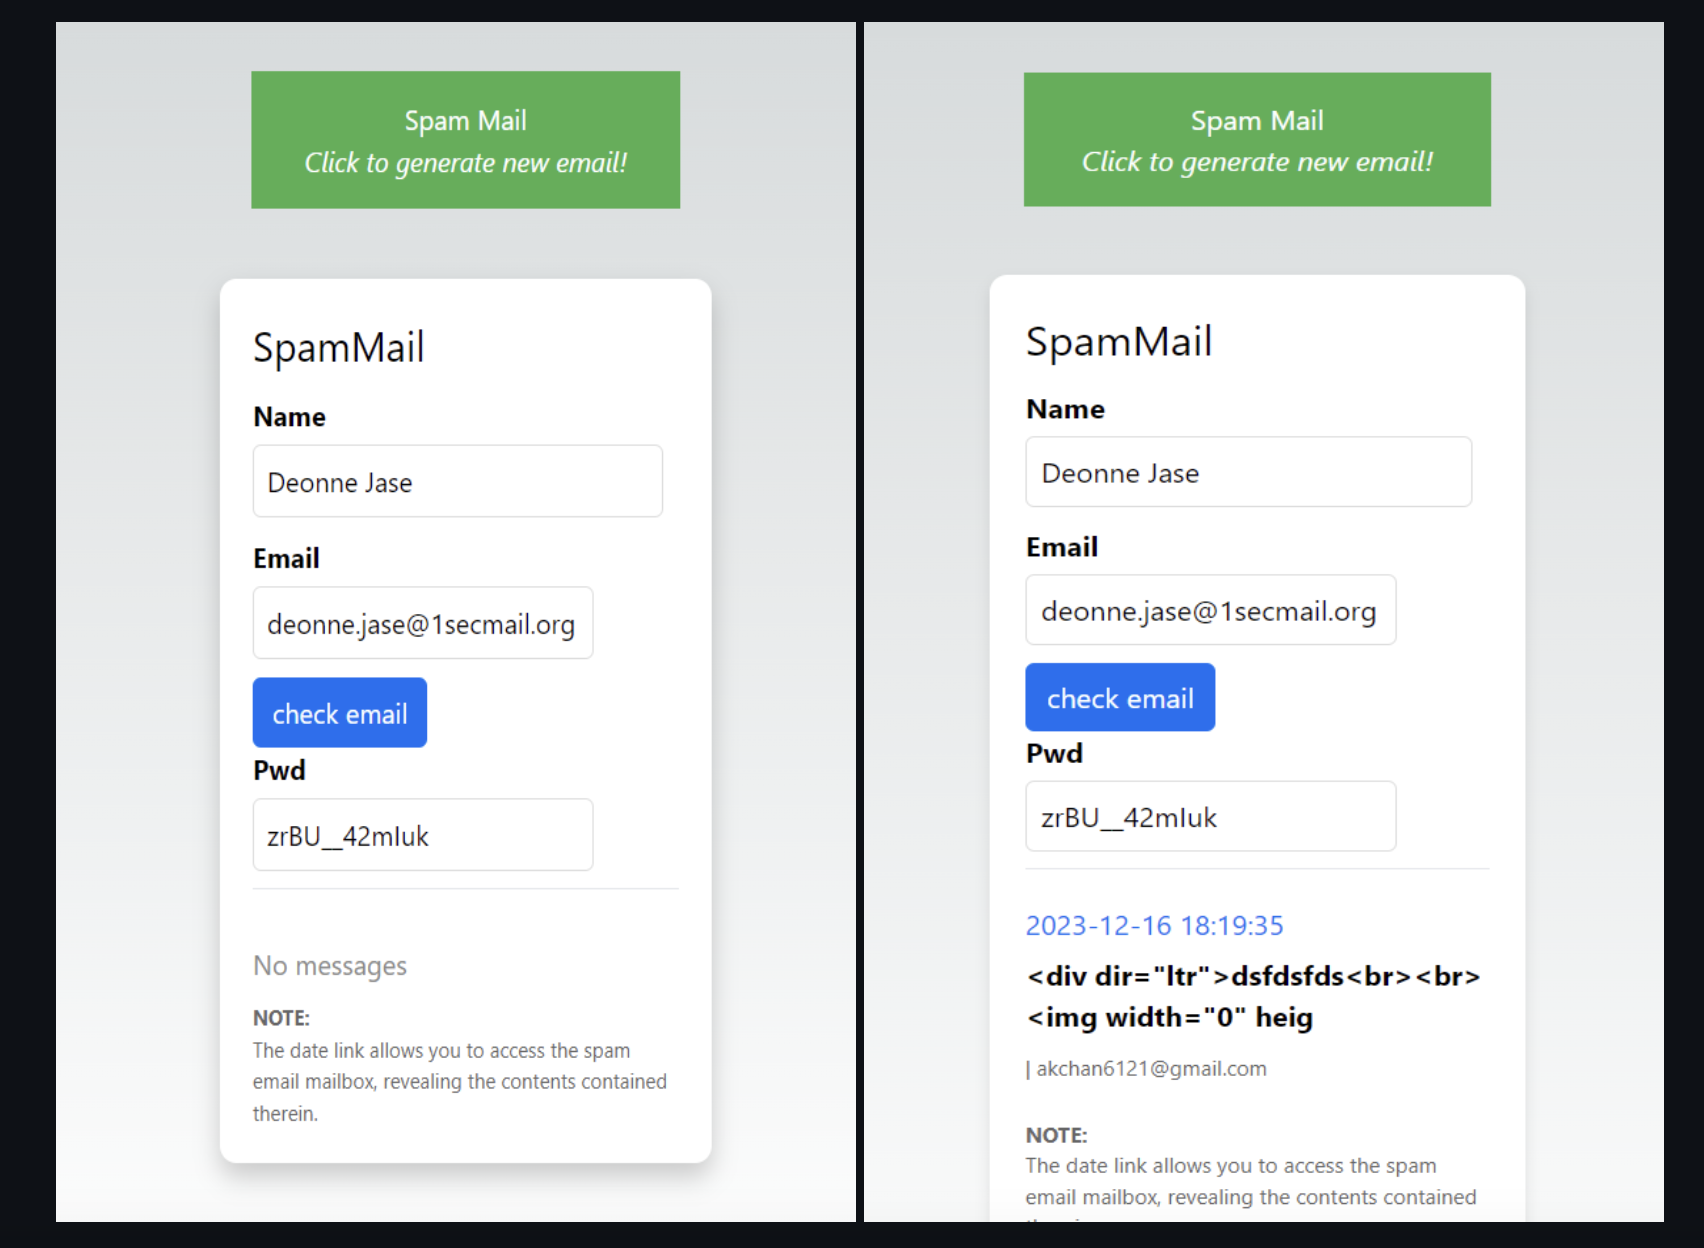 Spam Mail
Click to generate new email!
SpamMail
Name
Deonne Jase
Email
deonne.jase@1secmail.org
check email
Pwd
zrBU__42mIuk
No messages
NOTE:
The date link allows you to access the spam
email mailbox, revealing the contents contained
therein.
Spam Mail
Click to generate new email!
SpamMail
Name
Deonne Jase
Email
deonne.jase@1secmail.org
check email
Pwd
zrBU__42mIuk
2023-12-16 18:19:35
<div dir="ltr">dsfdsfds<br><br>
<img width="0" heig
| akchan6121@gmail.com
NOTE:
The date link allows you to access the spam
email mailbox, revealing the contents contained